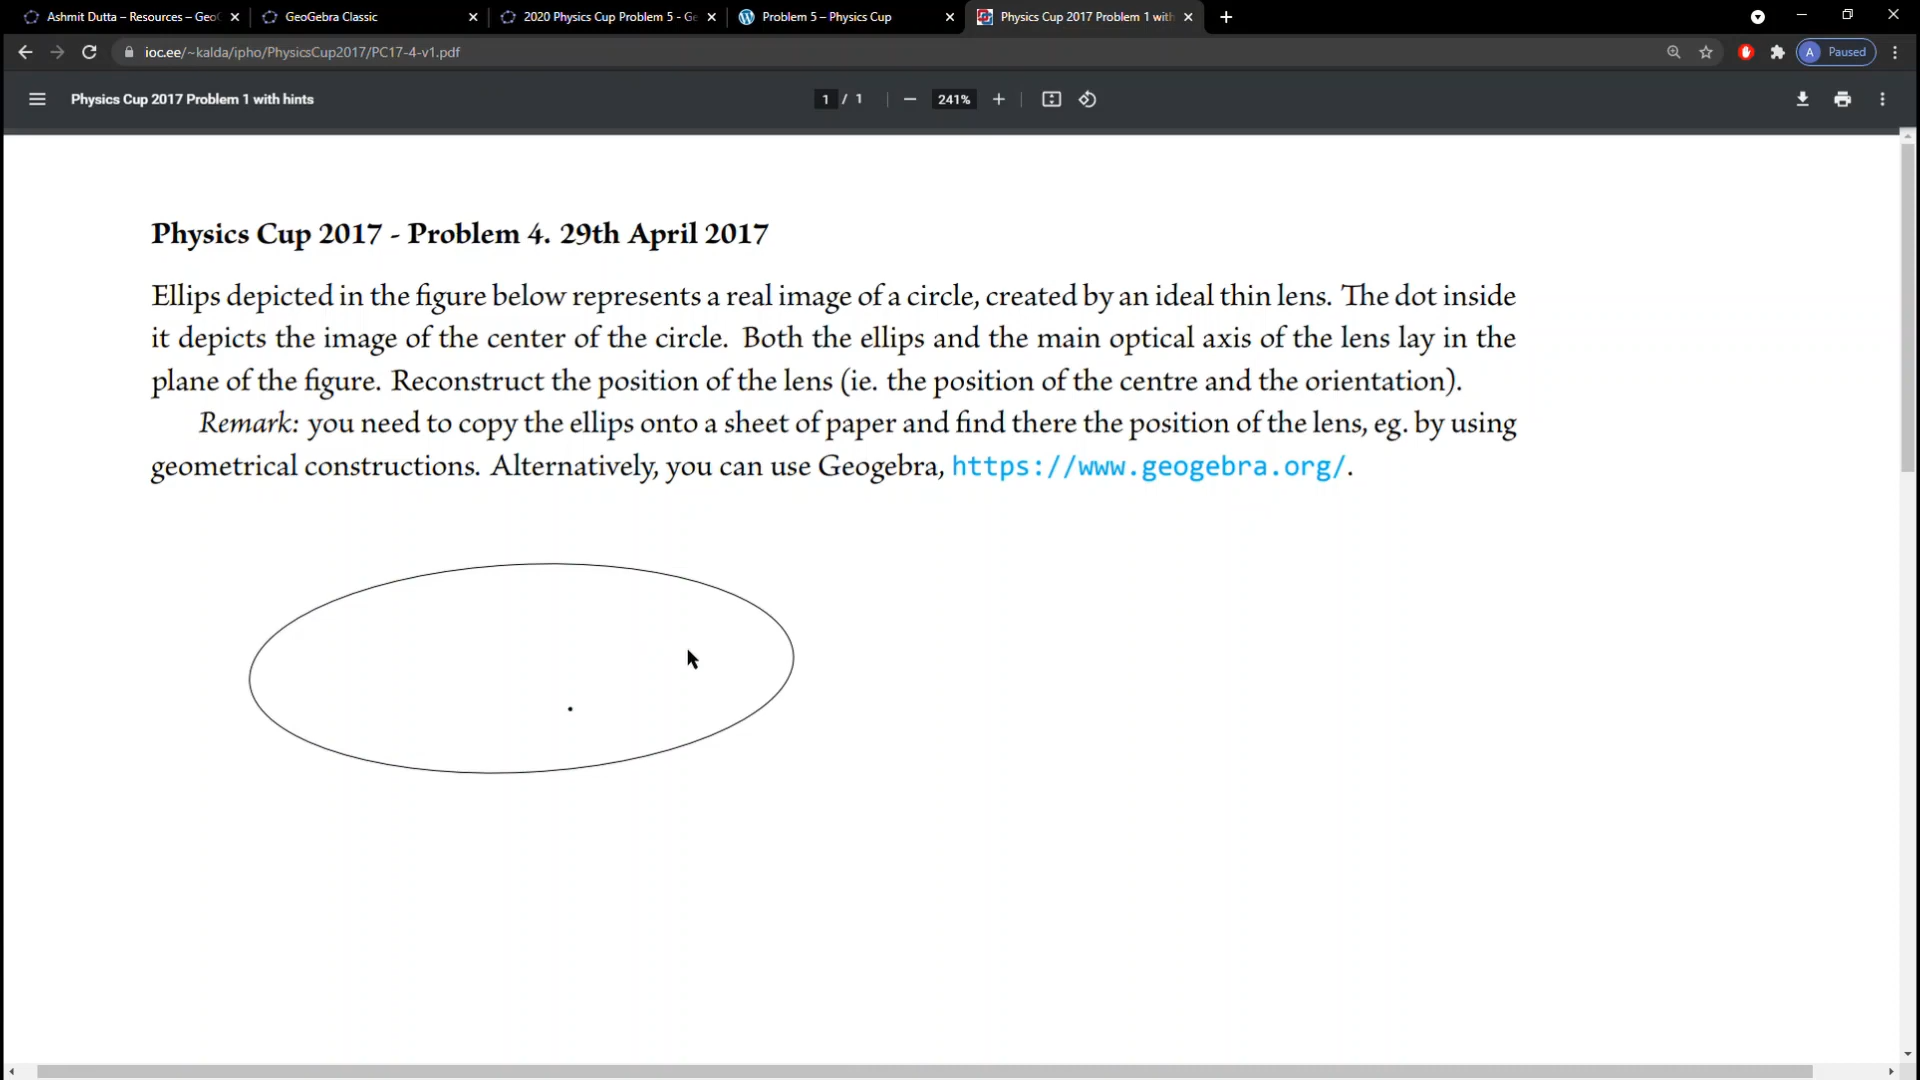 Ashmit Dutta – Resources – GeoG
GeoGebra Classic
2020 Physics Cup Problem 5 - Ge
Problem 5 – Physics Cup
Physics Cup 2017 Problem 1 with
ioc.ee/~kalda/ipho/PhysicsCup2017/PC17-4-v1.pdf
A Paused
Physics Cup 2017 Problem 1 with hints
1 / 1
241%
Physics Cup 2017 - Problem 4. 29th April 2017
Ellips depicted in the figure below represents a real image of a circle, created by an ideal thin lens. The dot inside
it depicts the image of the center of the circle. Both the ellips and the main optical axis of the lens lay in the
plane of the figure. Reconstruct the position of the lens (ie. the position of the centre and the orientation).
Remark: you need to copy the ellips onto a sheet of paper and find there the position of the lens, eg. by using
geometrical constructions. Alternatively, you can use Geogebra, https://www.geogebra.org/.